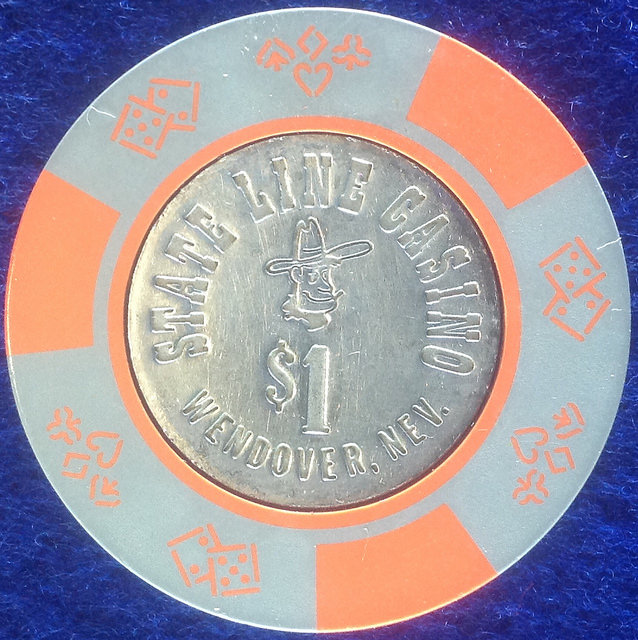 STATE LINE CASINO
$1
WENDOVER, NEV.